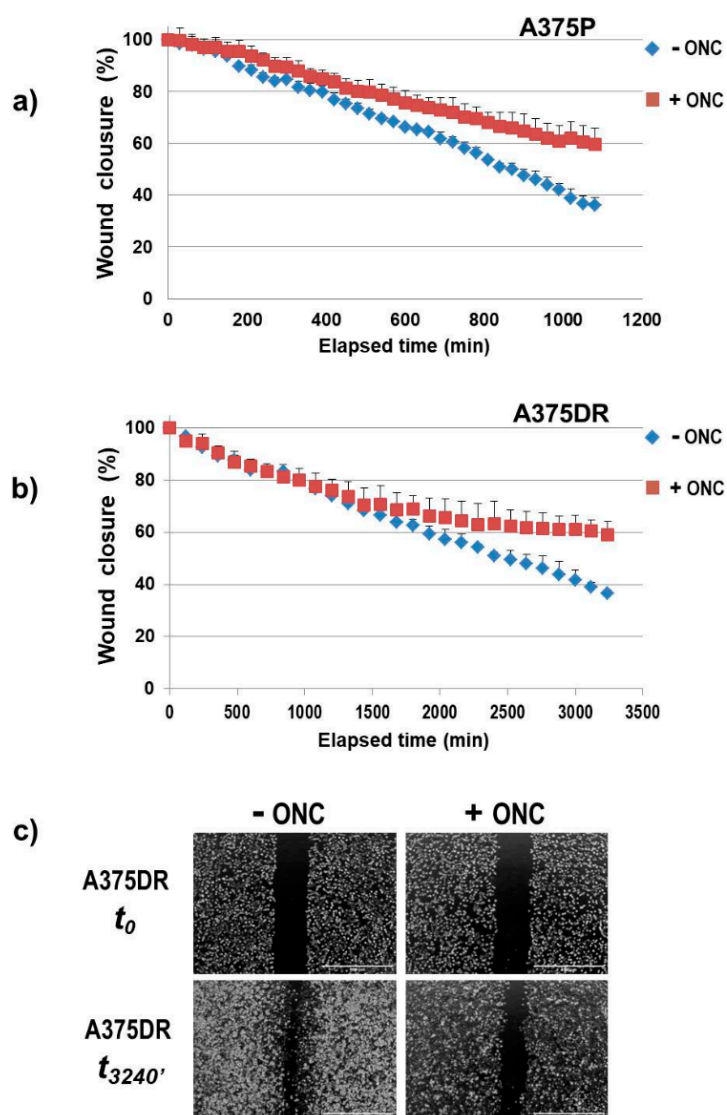 a)
A375P
- ONC
+ ONC
Wound clousure (%)
120
100
80
60
40
20
0
0 200 400 600 800 1000 1200
Elapsed time (min)
b)
A375DR
- ONC
+ ONC
Wound closure (%)
100
80
60
40
20
0
0 500 1000 1500 2000 2500 3000 3500
Elapsed time (min)
c)
- ONC + ONC
A375DR
t0
A375DR
t3240'